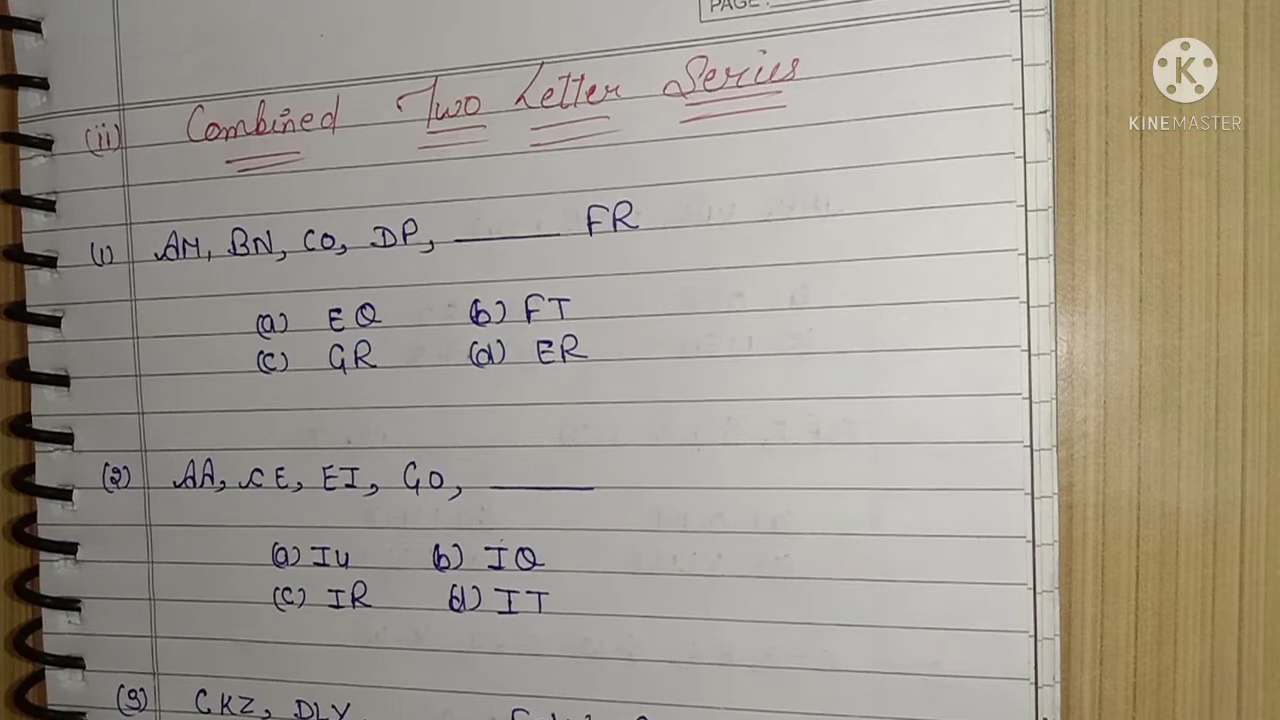 PAGE:
K
KINEMASTER
(ii) Combined Two Letter Series
(1) AM, BN, CO, DP, ______ FR
(a) EQ (b) FT
(c) GR (d) ER
(2) AA, CE, EI, GO, ______
(a) IU (b) IQ
(c) IR (d) IT
(3) CKZ, DLY